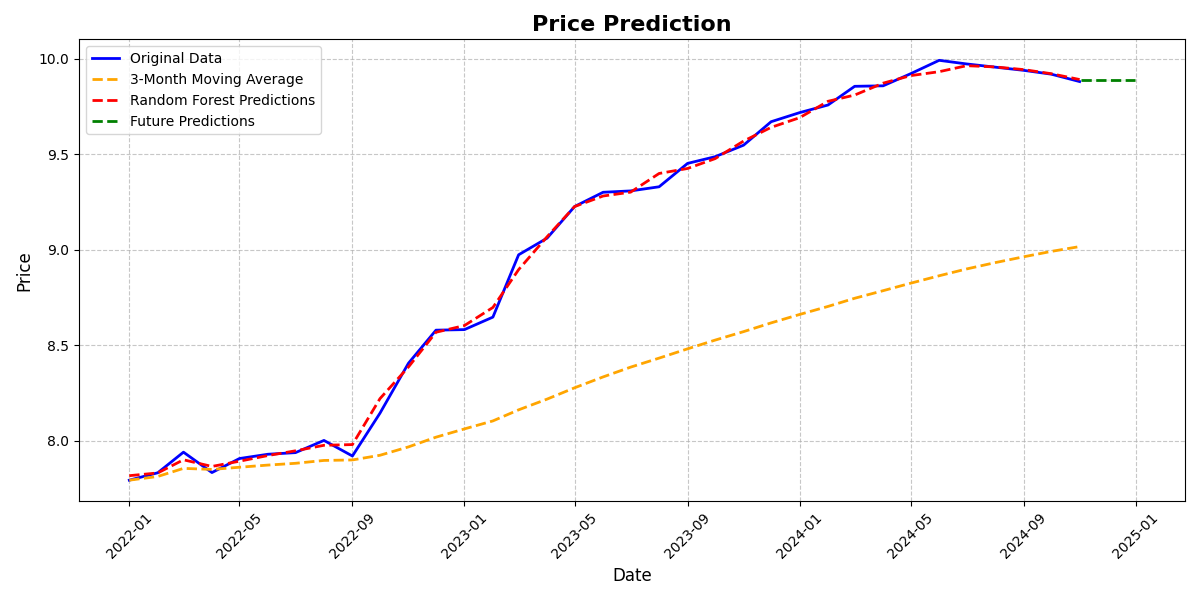 Price Prediction
Original Data
3-Month Moving Average
Random Forest Predictions
Future Predictions
10.0
9.5
9.0
8.5
8.0
Price
2022-01
2022-05
2022-09
2023-01
2023-05
2023-09
2024-01
2024-05
2024-09
2025-01
Date